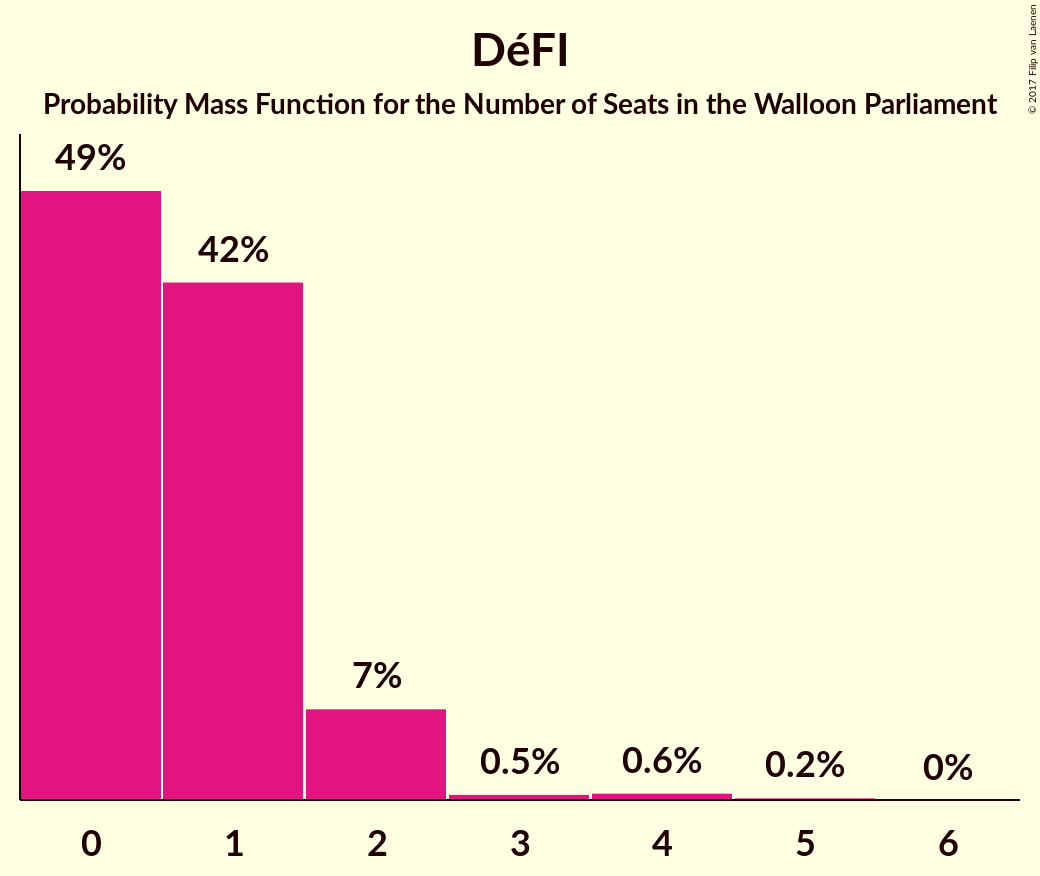 DéFI
Probability Mass Function for the Number of Seats in the Walloon Parliament
© 2017 Filip van Laenen
49%
42%
7%
0.5%
0.6%
0.2%
0%
0 1 2 3 4 5 6